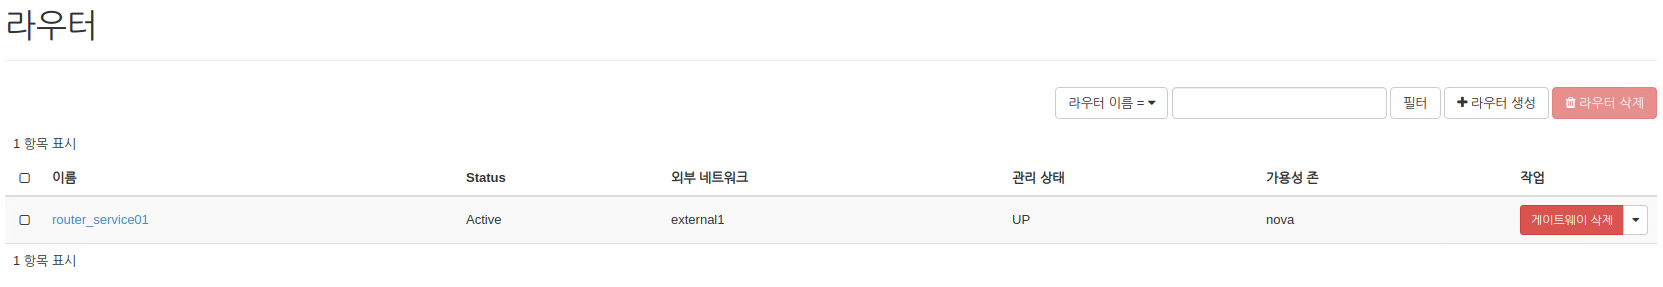 라우터
라우터 이름 = 필터 라우터 생성 라우터 삭제
1 항목 표시
이름 Status 외부 네트워크 관리 상태 가용성 존 작업
router_service01 Active external1 UP nova 게이트웨이 삭제
1 항목 표시